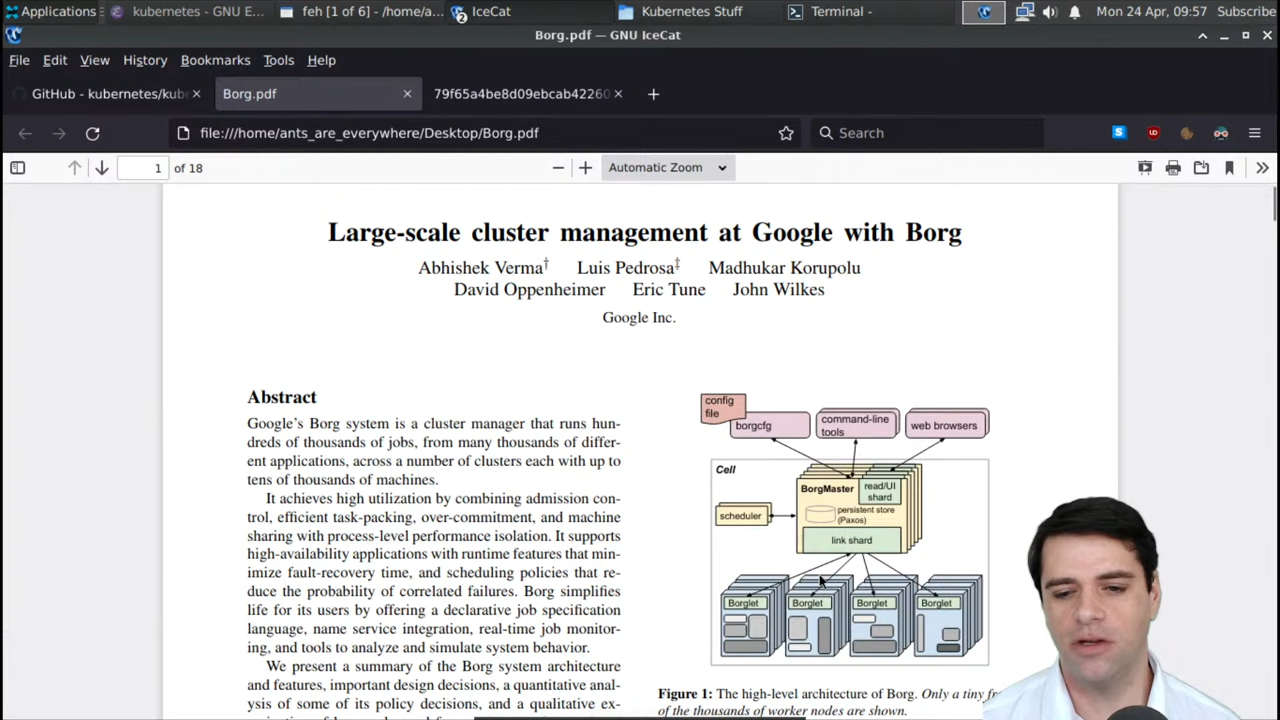 Applications
kubernetes - GNU E...
feh [1 of 6] - /home/a...
2
IceCat
Kubernetes Stuff
Terminal -
Mon 24 Apr, 09:57
Subscribe
Borg.pdf — GNU IceCat
File Edit View History Bookmarks Tools Help
GitHub - kubernetes/kube
Borg.pdf
79f65a4be8d09ebcab42260
file:///home/ants_are_everywhere/Desktop/Borg.pdf
Search
1 of 18
Automatic Zoom
Large-scale cluster management at Google with Borg
Abhishek Verma† Luis Pedrosa‡ Madhukar Korupolu
David Oppenheimer Eric Tune John Wilkes
Google Inc.
Abstract
Google's Borg system is a cluster manager that runs hun-
dreds of thousands of jobs, from many thousands of differ-
ent applications, across a number of clusters each with up to
tens of thousands of machines.
It achieves high utilization by combining admission con-
trol, efficient task-packing, over-commitment, and machine
sharing with process-level performance isolation. It supports
high-availability applications with runtime features that min-
imize fault-recovery time, and scheduling policies that re-
duce the probability of correlated failures. Borg simplifies
life for its users by offering a declarative job specification
language, name service integration, real-time job monitor-
ing, and tools to analyze and simulate system behavior.
We present a summary of the Borg system architecture
and features, important design decisions, a quantitative anal-
ysis of some of its policy decisions, and a qualitative ex-
config
file
borgcfg
command-line
tools
web browsers
Cell
BorgMaster
read/UI
shard
persistent store
(Paxos)
scheduler
link shard
Borglet
Borglet
Borglet
Borglet
Figure 1: The high-level architecture of Borg. Only a tiny
of the thousands of worker nodes are shown.